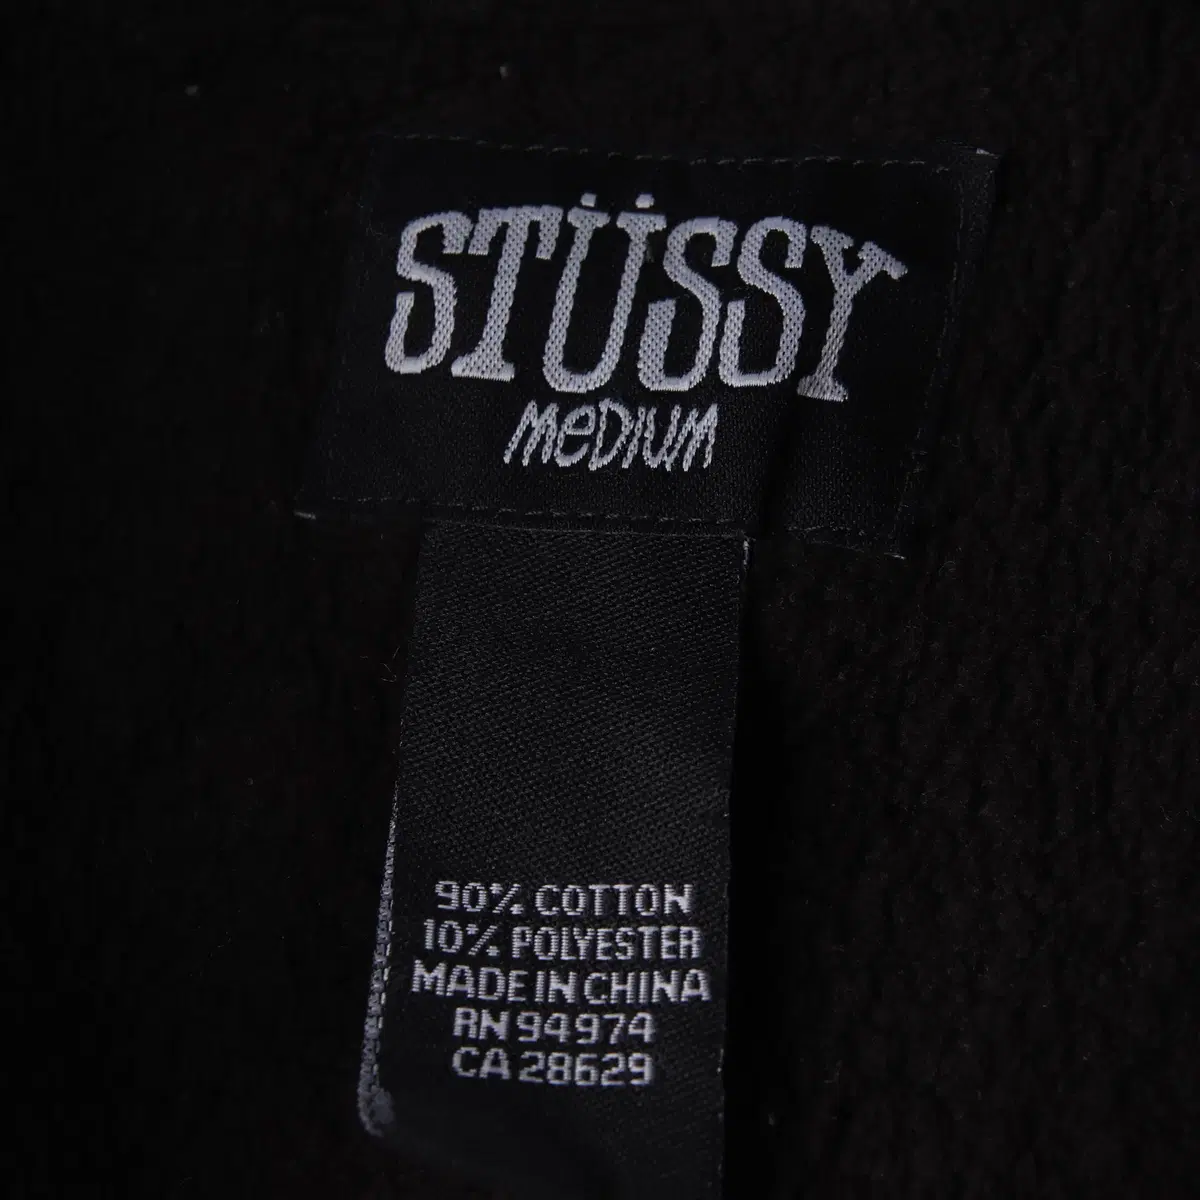 STÜSSY
MeDIUM
90% COTTON
10% POLYESTER
MADE IN CHINA
RN 94974
CA 28629